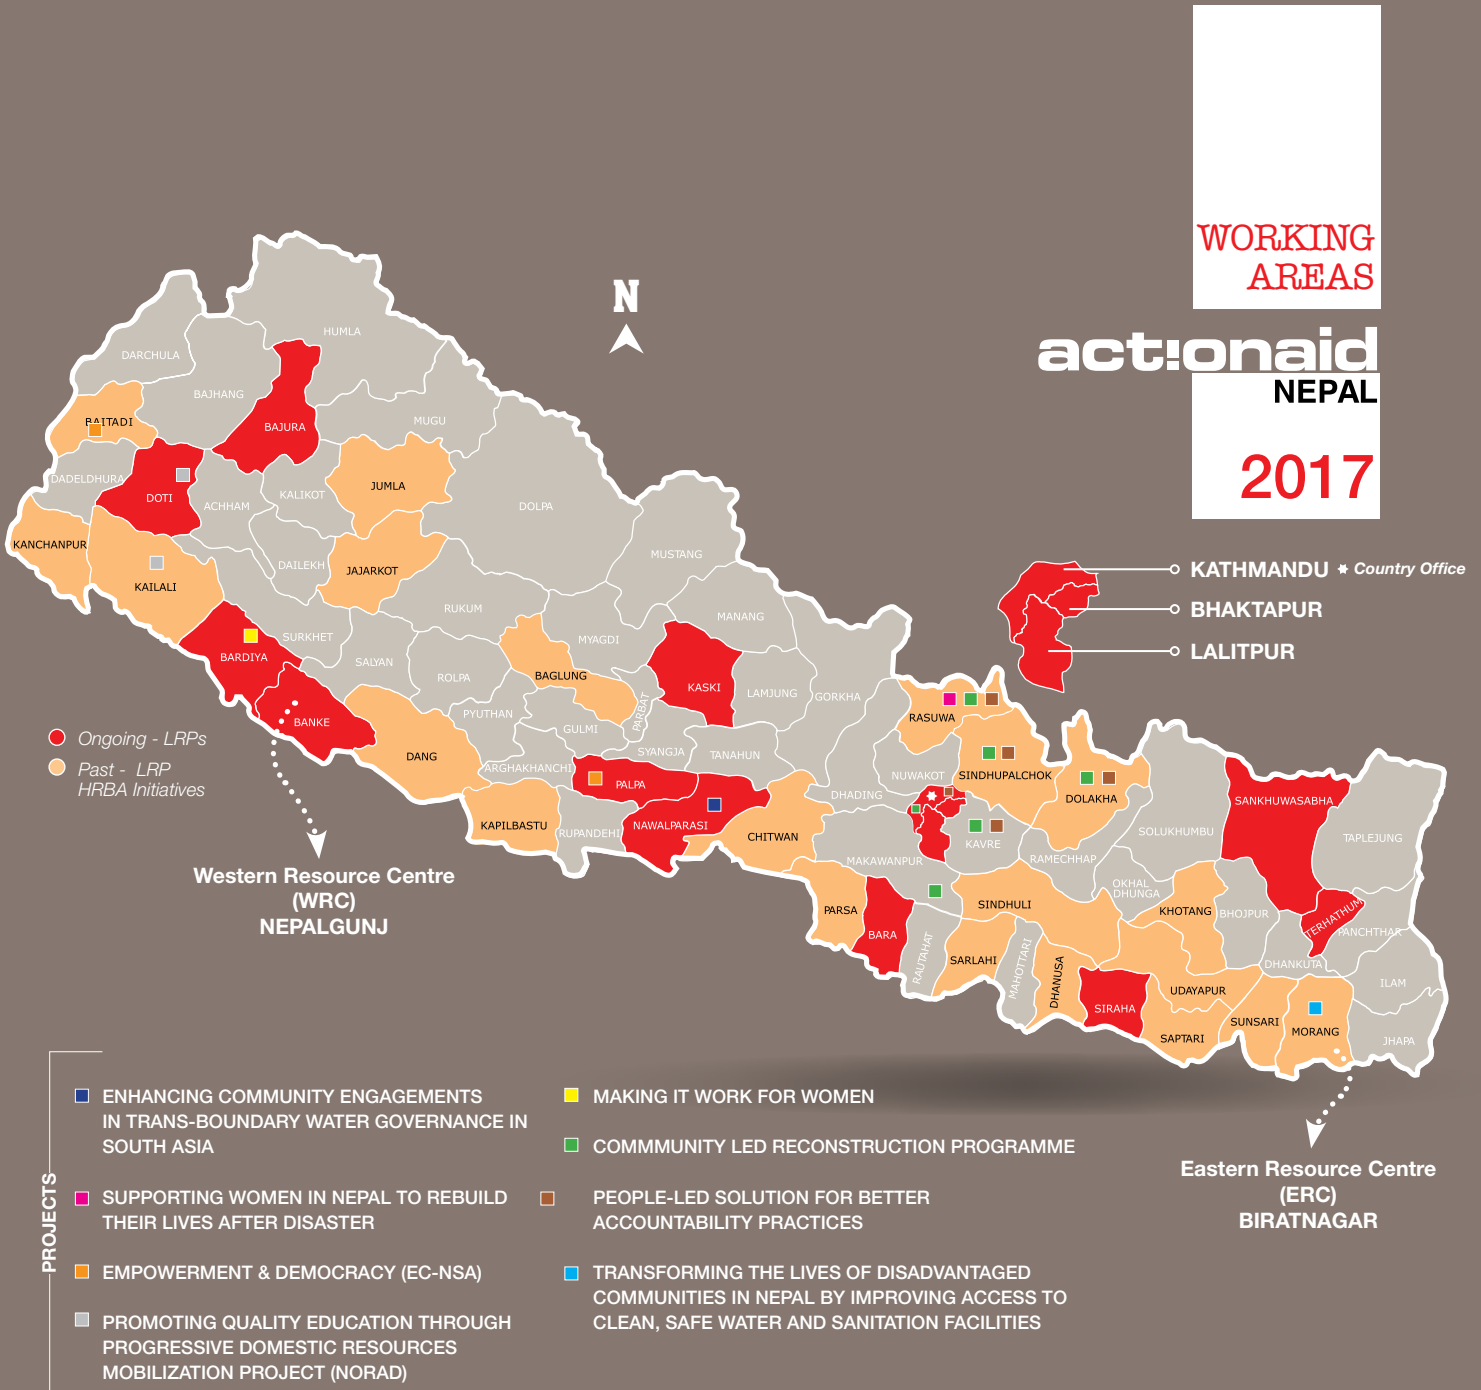 WORKING
AREAS
act!onaid
NEPAL
2017
N
HUMLA
DARCHULA
BAJHANG
BAITADI
BAJURA
MUGU
DADELDHURA
DOTI
ACHHAM
KALIKOT
JUMLA
DOLPA
KANCHANPUR
KAILALI
DAILEKH
JAJARKOT
MUSTANG
KATHMANDU
Country Office
BHAKTAPUR
LALITPUR
RUKUM
MANANG
SURKHET
MYAGDI
BARDIYA
SALYAN
ROLPA
BAGLUNG
KASKI
LAMJUNG
GORKHA
PARBAT
PYUTHAN
GULMI
RASUWA
BANKE
SYANGJA
TANAHUN
DANG
ARGHAKHANCHI
PALPA
NUWAKOT
SINDHUPALCHOK
DHADING
DOLAKHA
SANKHUWASABHA
KAPILBASTU
RUPANDEHI
NAWALPARASI
CHITWAN
KAVRE
SOLUKHUMBU
TAPLEJUNG
MAKAWANPUR
RAMECHHAP
OKHAL
DHUNGA
PARSA
BARA
SINDHULI
KHOTANG
BHOJPUR
TERHATHUM
PANCHTHAR
RAUTAHAT
SARLAHI
MAHOTTARI
DHANUSA
DHANKUTA
ILAM
SIRAHA
UDAYAPUR
SAPTARI
SUNSARI
MORANG
JHAPA
Ongoing - LRPs
Past - LRP
HRBA Initiatives
Western Resource Centre
(WRC)
NEPALGUNJ
Eastern Resource Centre
(ERC)
BIRATNAGAR
PROJECTS
ENHANCING COMMUNITY ENGAGEMENTS
IN TRANS-BOUNDARY WATER GOVERNANCE IN
SOUTH ASIA
SUPPORTING WOMEN IN NEPAL TO REBUILD
THEIR LIVES AFTER DISASTER
EMPOWERMENT & DEMOCRACY (EC-NSA)
PROMOTING QUALITY EDUCATION THROUGH
PROGRESSIVE DOMESTIC RESOURCES
MOBILIZATION PROJECT (NORAD)
MAKING IT WORK FOR WOMEN
COMMMUNITY LED RECONSTRUCTION PROGRAMME
PEOPLE-LED SOLUTION FOR BETTER
ACCOUNTABILITY PRACTICES
TRANSFORMING THE LIVES OF DISADVANTAGED
COMMUNITIES IN NEPAL BY IMPROVING ACCESS TO
CLEAN, SAFE WATER AND SANITATION FACILITIES